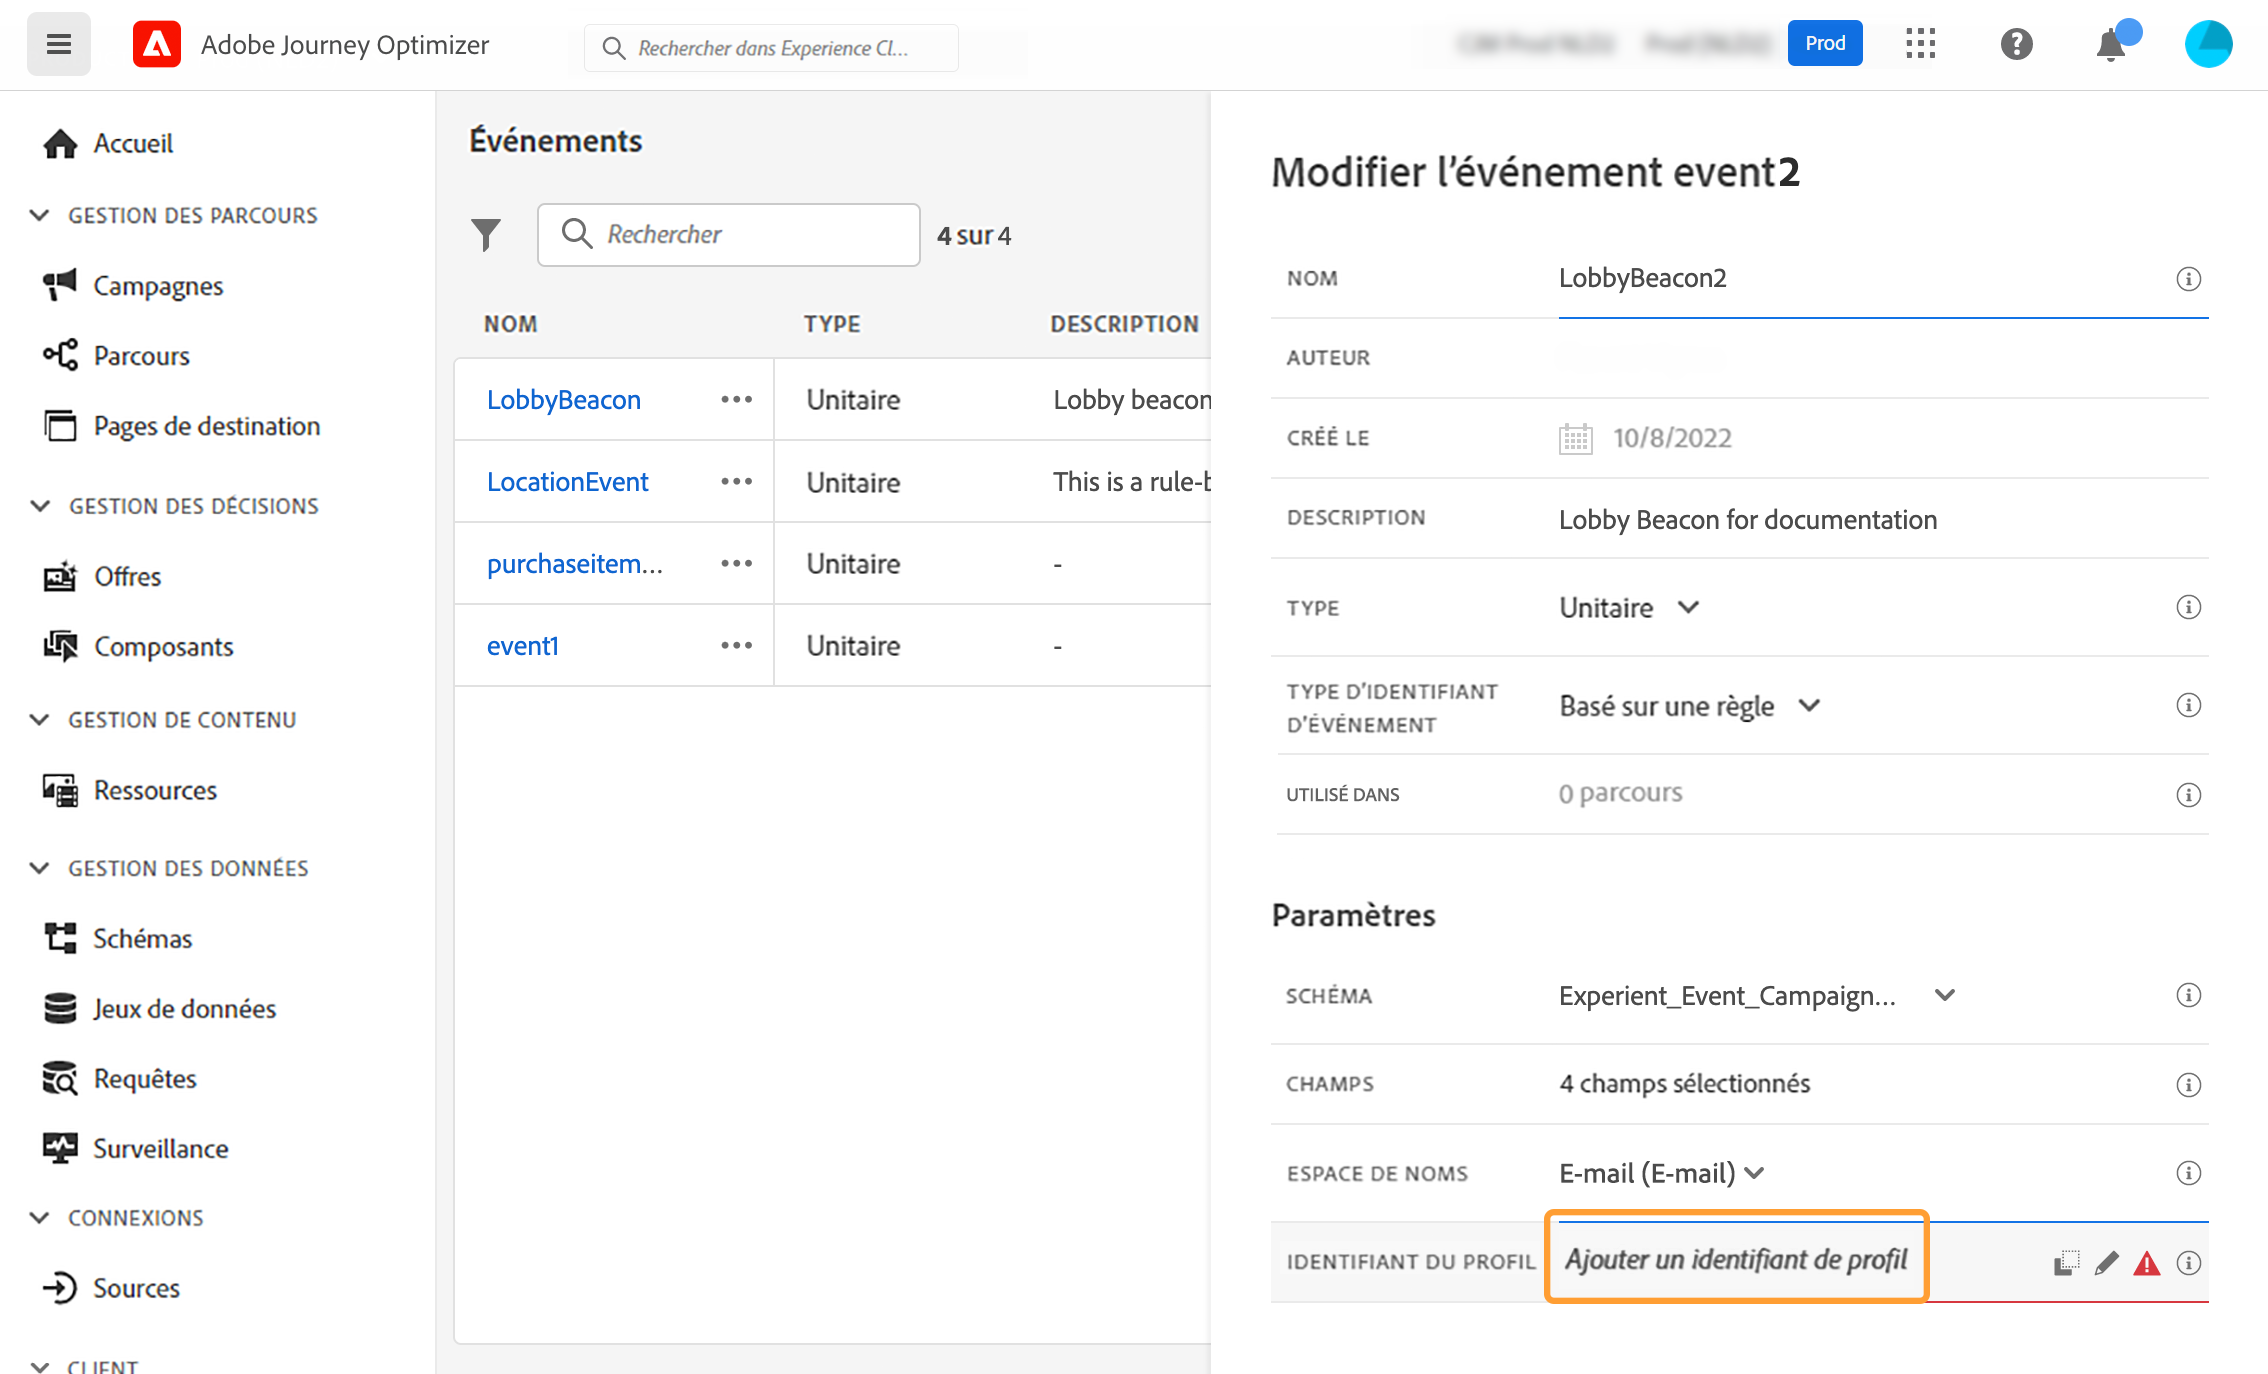 Adobe Journey Optimizer
Rechercher dans Experience Cl...
Prod
Accueil
GESTION DES PARCOURS
Campagnes
Parcours
Pages de destination
GESTION DES DÉCISIONS
Offres
Composants
GESTION DE CONTENU
Ressources
GESTION DES DONNÉES
Schémas
Jeux de données
Requêtes
Surveillance
CONNEXIONS
Sources
CLIENT
Événements
Rechercher
4 sur 4
NOM TYPE DESCRIPTION
LobbyBeacon ••• Unitaire Lobby beacon
LocationEvent ••• Unitaire This is a rule-b
purchaseitem... ••• Unitaire -
event1 ••• Unitaire -
Modifier l’événement event2
NOM LobbyBeacon2
AUTEUR
CRÉÉ LE 10/8/2022
DESCRIPTION Lobby Beacon for documentation
TYPE Unitaire
TYPE D’IDENTIFIANT
D’ÉVÉNEMENT Basé sur une règle
UTILISÉ DANS 0 parcours
Paramètres
SCHÉMA Experient_Event_Campaign...
CHAMPS 4 champs sélectionnés
ESPACE DE NOMS E-mail (E-mail)
IDENTIFIANT DU PROFIL Ajouter un identifiant de profil